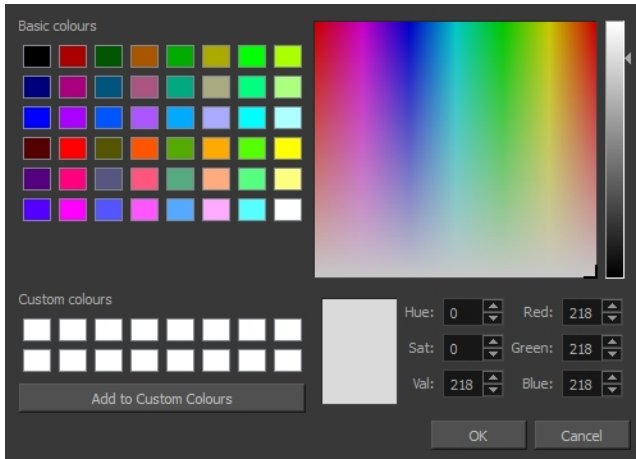 Basic colours
Custom colours
Add to Custom Colours
Hue: 0 Red: 218
Sat: 0 Green: 218
Val: 218 Blue: 218
OK Cancel